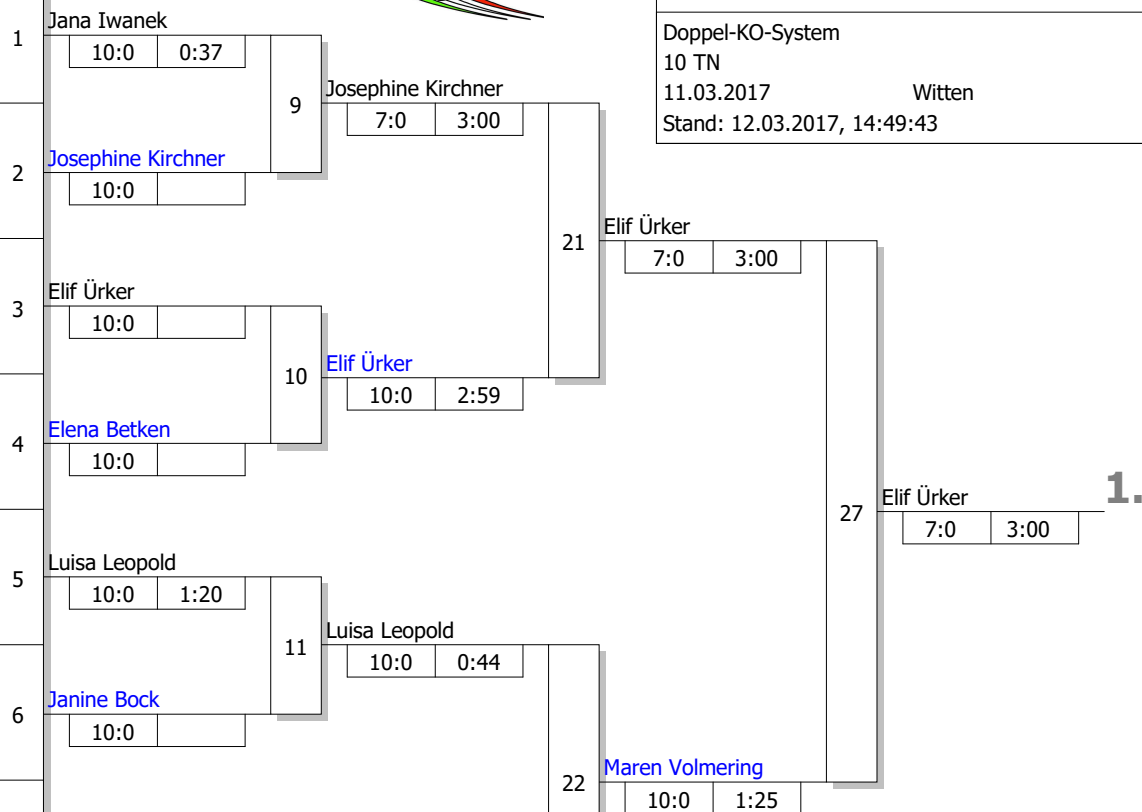 Doppel-KO-System
10 TN
11.03.2017 Witten
Stand: 12.03.2017, 14:49:43
1
Jana Iwanek
10:0 0:37
9
Josephine Kirchner
7:0 3:00
2
Josephine Kirchner
10:0
21
Elif Ürker
7:0 3:00
3
Elif Ürker
10:0
10
Elif Ürker
10:0 2:59
4
Elena Betken
10:0
27
Elif Ürker
7:0 3:00
1.
5
Luisa Leopold
10:0 1:20
11
Luisa Leopold
10:0 0:44
6
Janine Bock
10:0
22
Maren Volmering
10:0 1:25